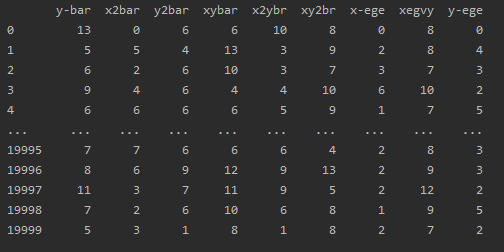 y-bar x2bar y2bar xybar x2ybr xy2br x-ege xegvy y-ege
0 13 0 6 6 10 8 0 8 0
1 5 5 4 13 3 9 2 8 4
2 6 2 6 10 3 7 3 7 3
3 9 4 6 4 4 10 6 10 2
4 6 6 6 6 5 9 1 7 5
... ... ... ... ... ... ... ... ... ...
19995 7 7 6 6 6 4 2 8 3
19996 8 6 9 12 9 13 2 9 3
19997 11 3 7 11 9 5 2 12 2
19998 7 2 6 10 6 8 1 9 5
19999 5 3 1 8 1 8 2 7 2